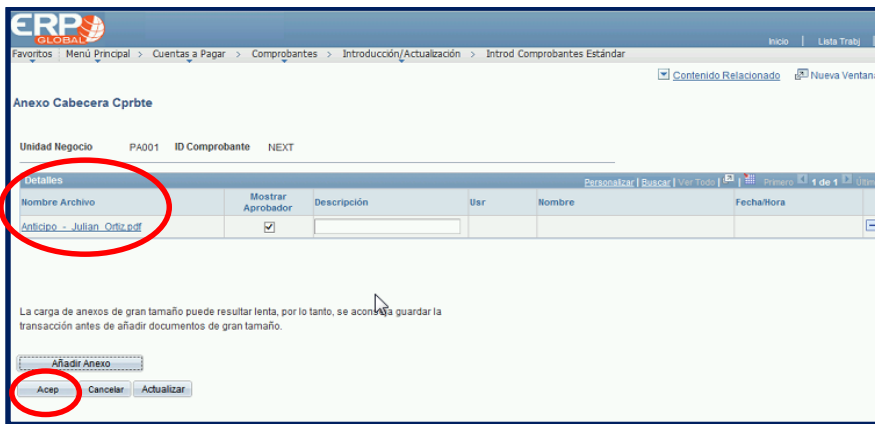 ERP
GLOBAL
Inicio | Lista Trabj |
Favoritos | Menú Principal > Cuentas a Pagar > Comprobantes > Introducción/Actualización > Introd Comprobantes Estándar
Contenido Relacionado Nueva Ventana
Anexo Cabecera Cprbte
Unidad Negocio PA001 ID Comprobante NEXT
Detalles Personalizar | Buscar | Ver Todo | Primero 1 de 1
Nombre Archivo Mostrar Aprobador Descripción Usr Nombre Fecha/Hora
Anticipo - Julian Ortiz.pdf
La carga de anexos de gran tamaño puede resultar lenta, por lo tanto, se aconseja guardar la
transacción antes de añadir documentos de gran tamaño.
Añadir Anexo
Acep Cancelar Actualizar